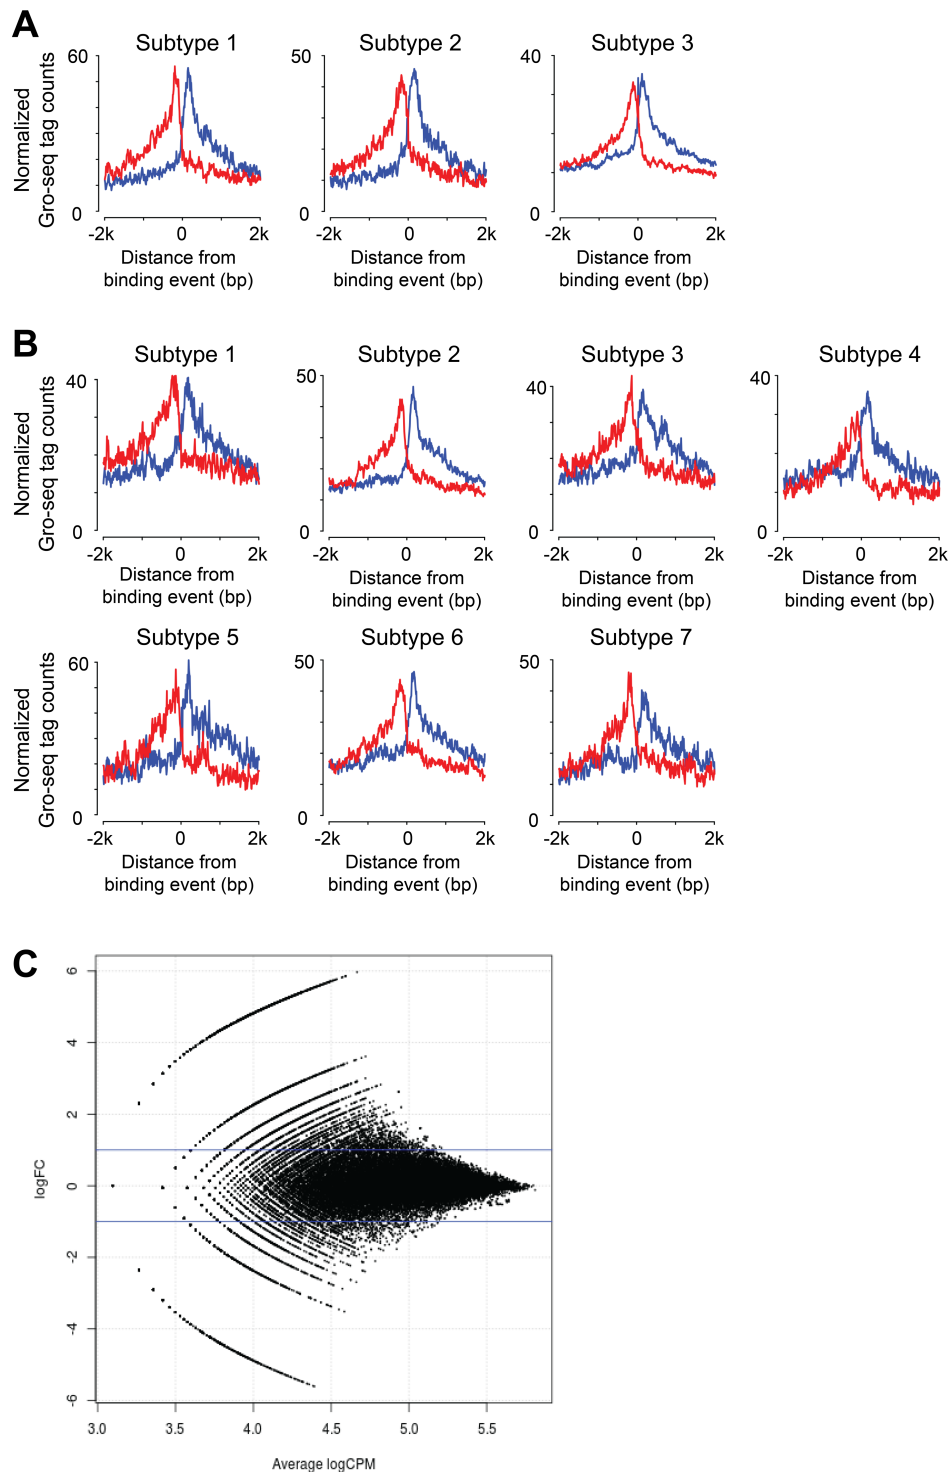 A
Subtype 1
Subtype 2
Subtype 3
Normalized
Gro-seq tag counts
60
0
50
0
40
0
-2k 0 2k
-2k 0 2k
-2k 0 2k
Distance from
binding event (bp)
Distance from
binding event (bp)
Distance from
binding event (bp)
B
Subtype 1
Subtype 2
Subtype 3
Subtype 4
Normalized
Gro-seq tag counts
40
0
50
0
40
0
40
0
-2k 0 2k
-2k 0 2k
-2k 0 2k
-2k 0 2k
Distance from
binding event (bp)
Distance from
binding event (bp)
Distance from
binding event (bp)
Distance from
binding event (bp)
Subtype 5
Subtype 6
Subtype 7
Normalized
Gro-seq tag counts
60
0
50
0
50
0
-2k 0 2k
-2k 0 2k
-2k 0 2k
Distance from
binding event (bp)
Distance from
binding event (bp)
Distance from
binding event (bp)
C
logFC
6
4
2
0
-2
-4
-6
3.0 3.5 4.0 4.5 5.0 5.5
Average logCPM